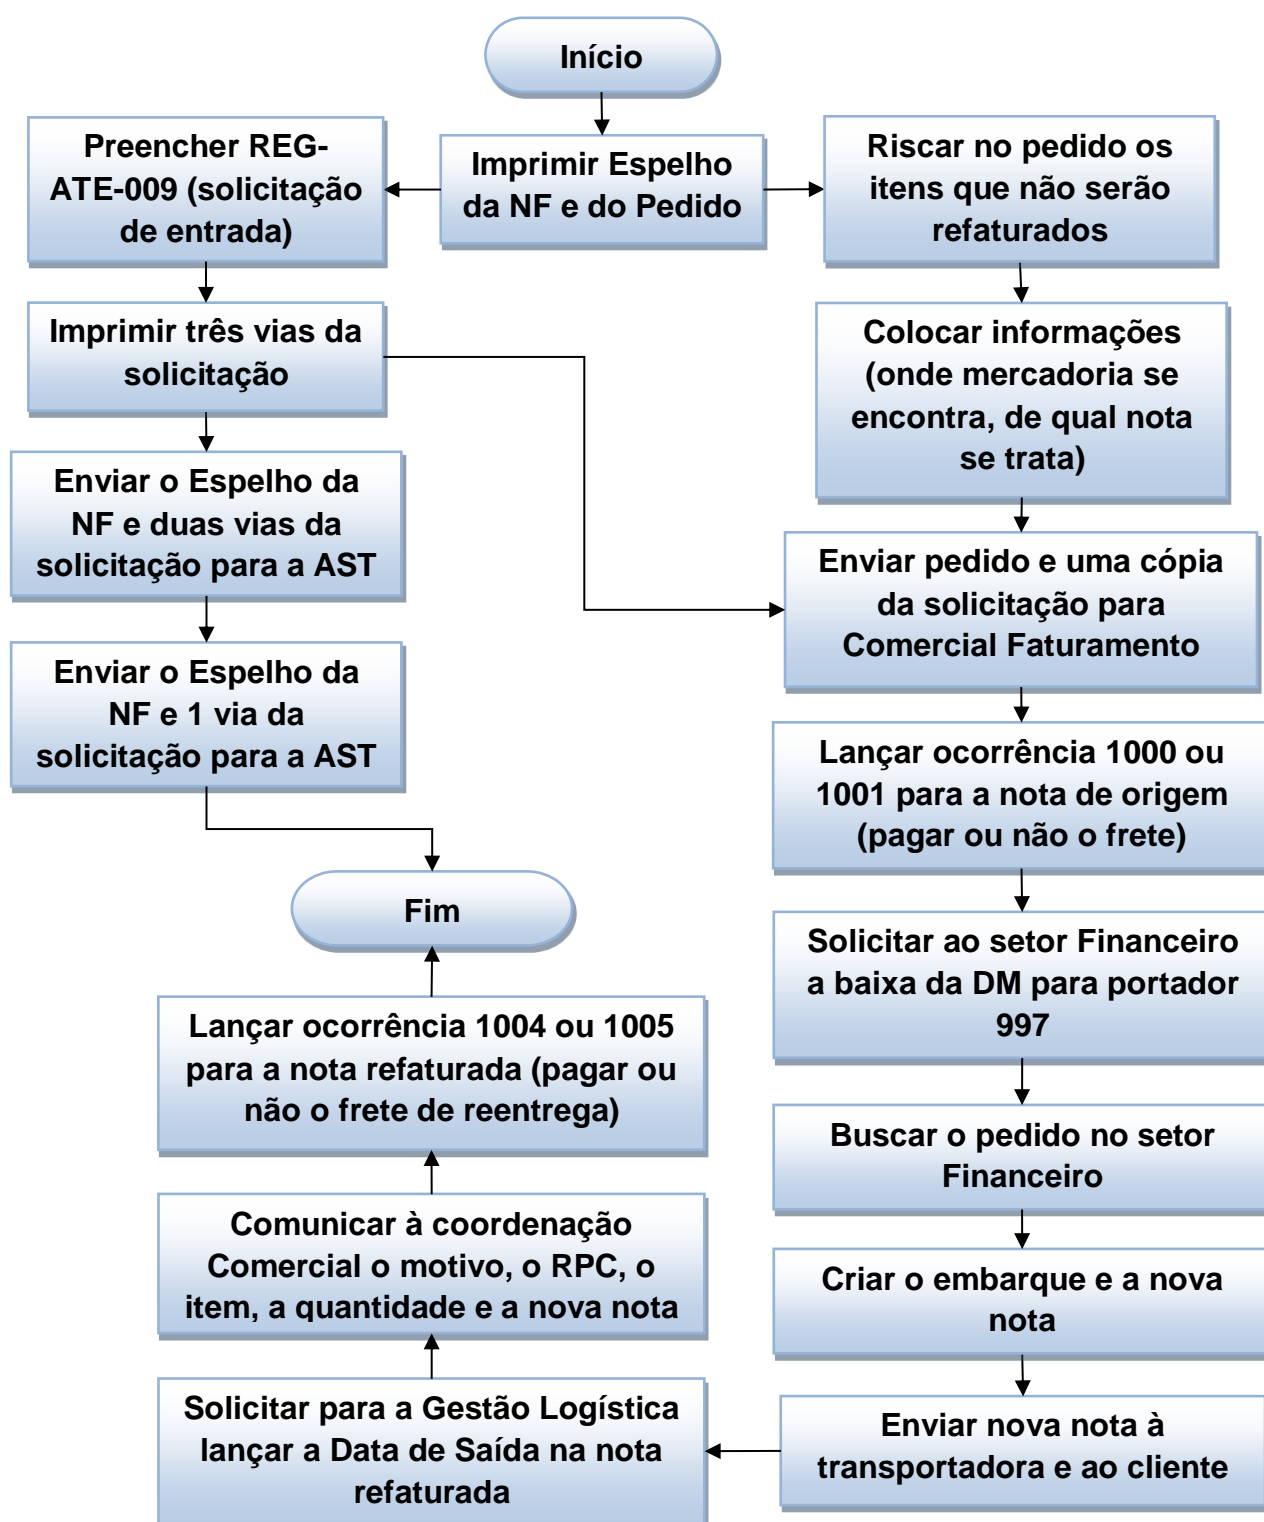 Início
Imprimir Espelho
da NF e do Pedido
Preencher REG-
ATE-009 (solicitação
de entrada)
Imprimir três vias da
solicitação
Enviar o Espelho da
NF e duas vias da
solicitação para a AST
Enviar o Espelho da
NF e 1 via da
solicitação para a AST
Riscar no pedido os
itens que não serão
refaturados
Colocar informações
(onde mercadoria se
encontra, de qual nota
se trata)
Enviar pedido e uma cópia
da solicitação para
Comercial Faturamento
Lançar ocorrência 1000 ou
1001 para a nota de origem
(pagar ou não o frete)
Solicitar ao setor Financeiro
a baixa da DM para portador
997
Buscar o pedido no setor
Financeiro
Criar o embarque e a nova
nota
Enviar nova nota à
transportadora e ao cliente
Solicitar para a Gestão Logística
lançar a Data de Saída na nota
refaturada
Comunicar à coordenação
Comercial o motivo, o RPC, o
item, a quantidade e a nova nota
Lançar ocorrência 1004 ou 1005
para a nota refaturada (pagar ou
não o frete de reentrega)
Fim